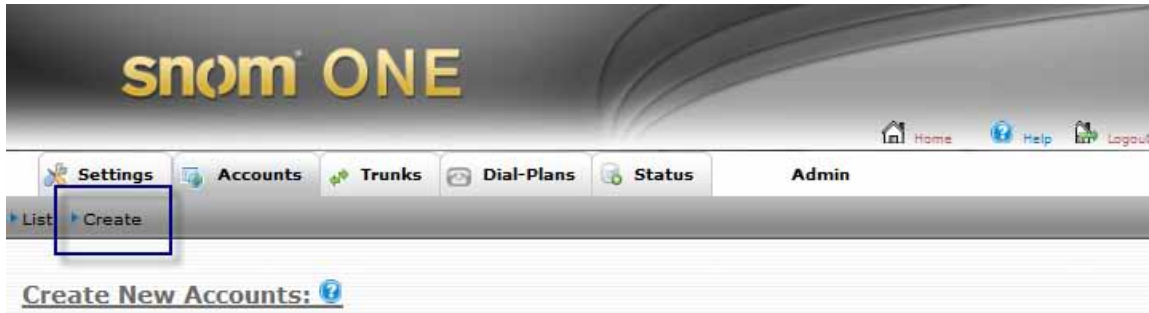 snom ONE
Home Help Logout
Settings Accounts Trunks Dial-Plans Status Admin
List Create
Create New Accounts: